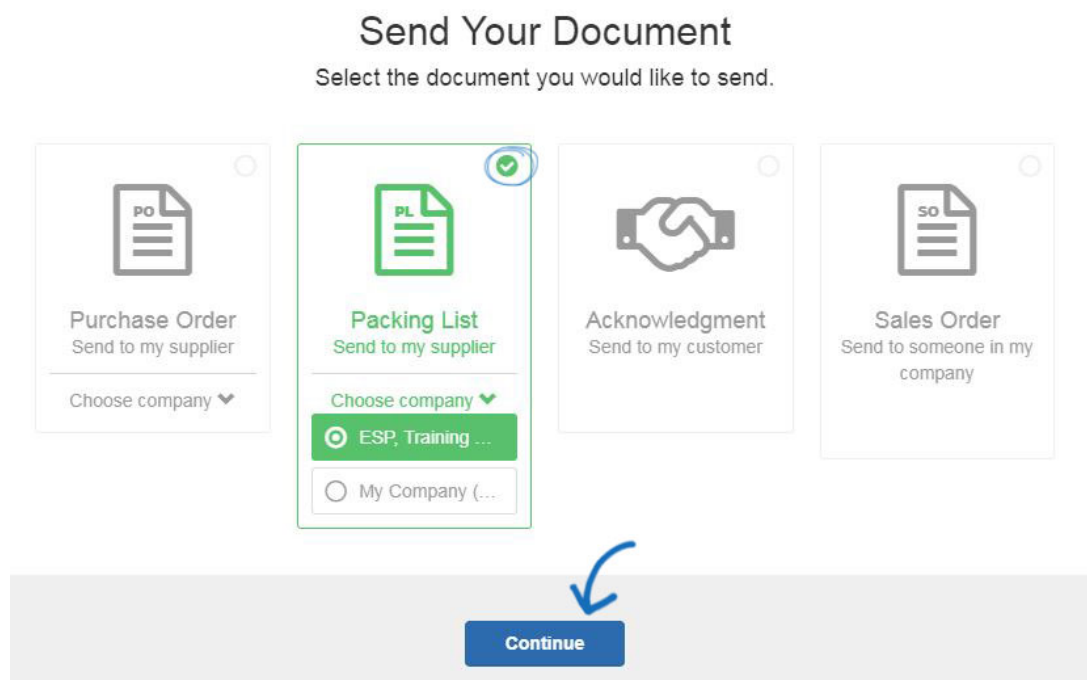 Send Your Document
Select the document you would like to send.
PO
Purchase Order
Send to my supplier
Choose company
PL
Packing List
Send to my supplier
Choose company
ESP, Training ...
My Company (...
Acknowledgment
Send to my customer
SO
Sales Order
Send to someone in my
company
Continue